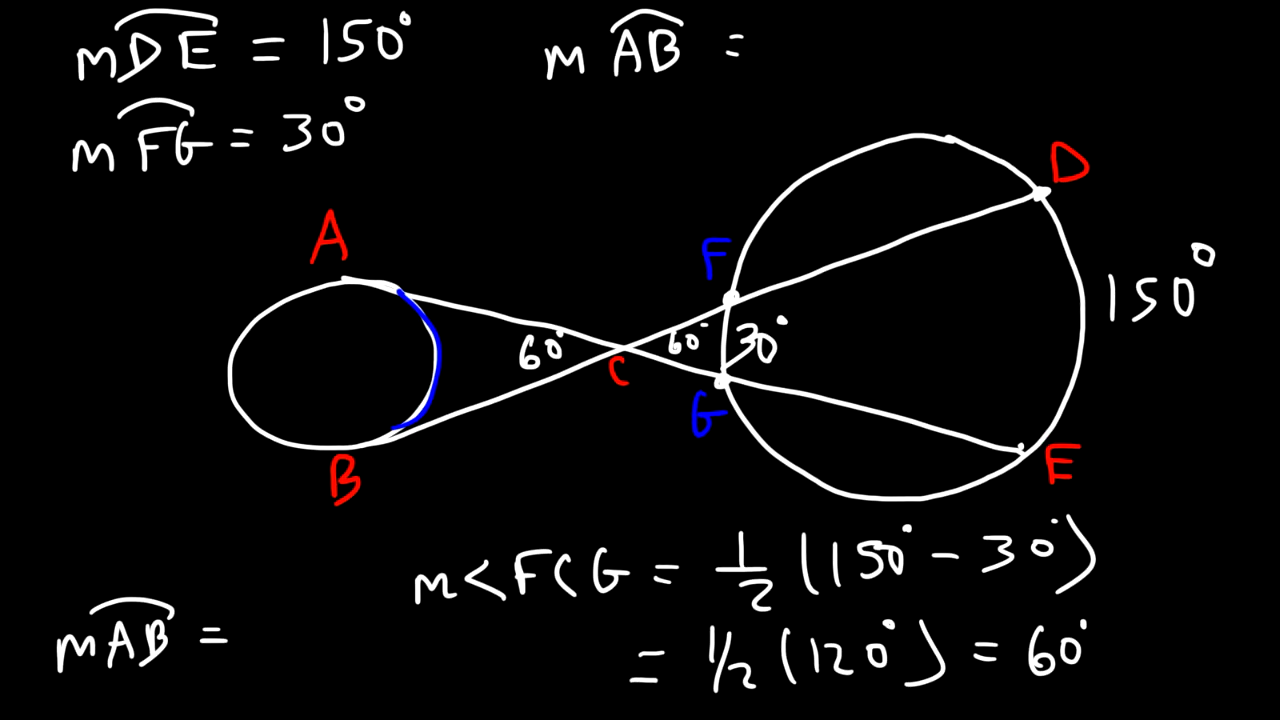 mDE = 150° mAB =
mFG = 30°
A
D
F
150°
60° 60° 30°
C
G
B
E
m<FCG = 1/2 (150° - 30°)
mAB =
= 1/2 (120°) = 60°